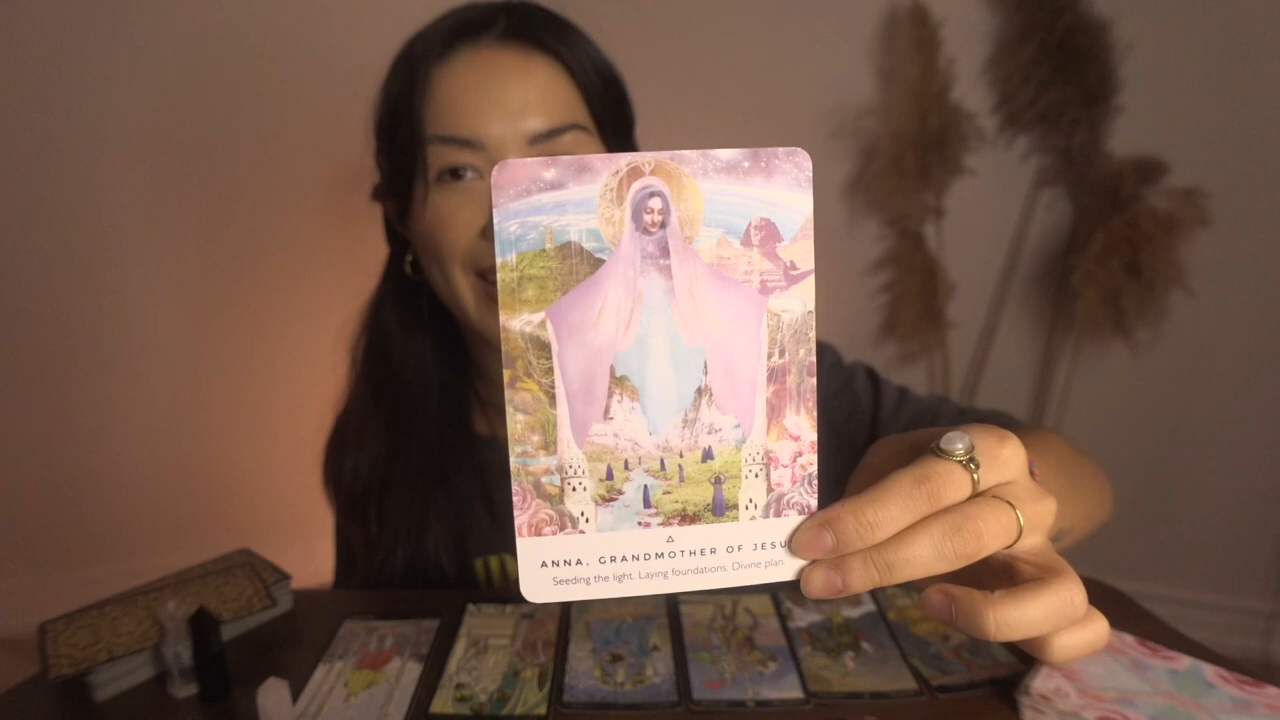 ANNA, GRANDMOTHER OF JESU
Seeding the light. Laying foundations. Divine plan.